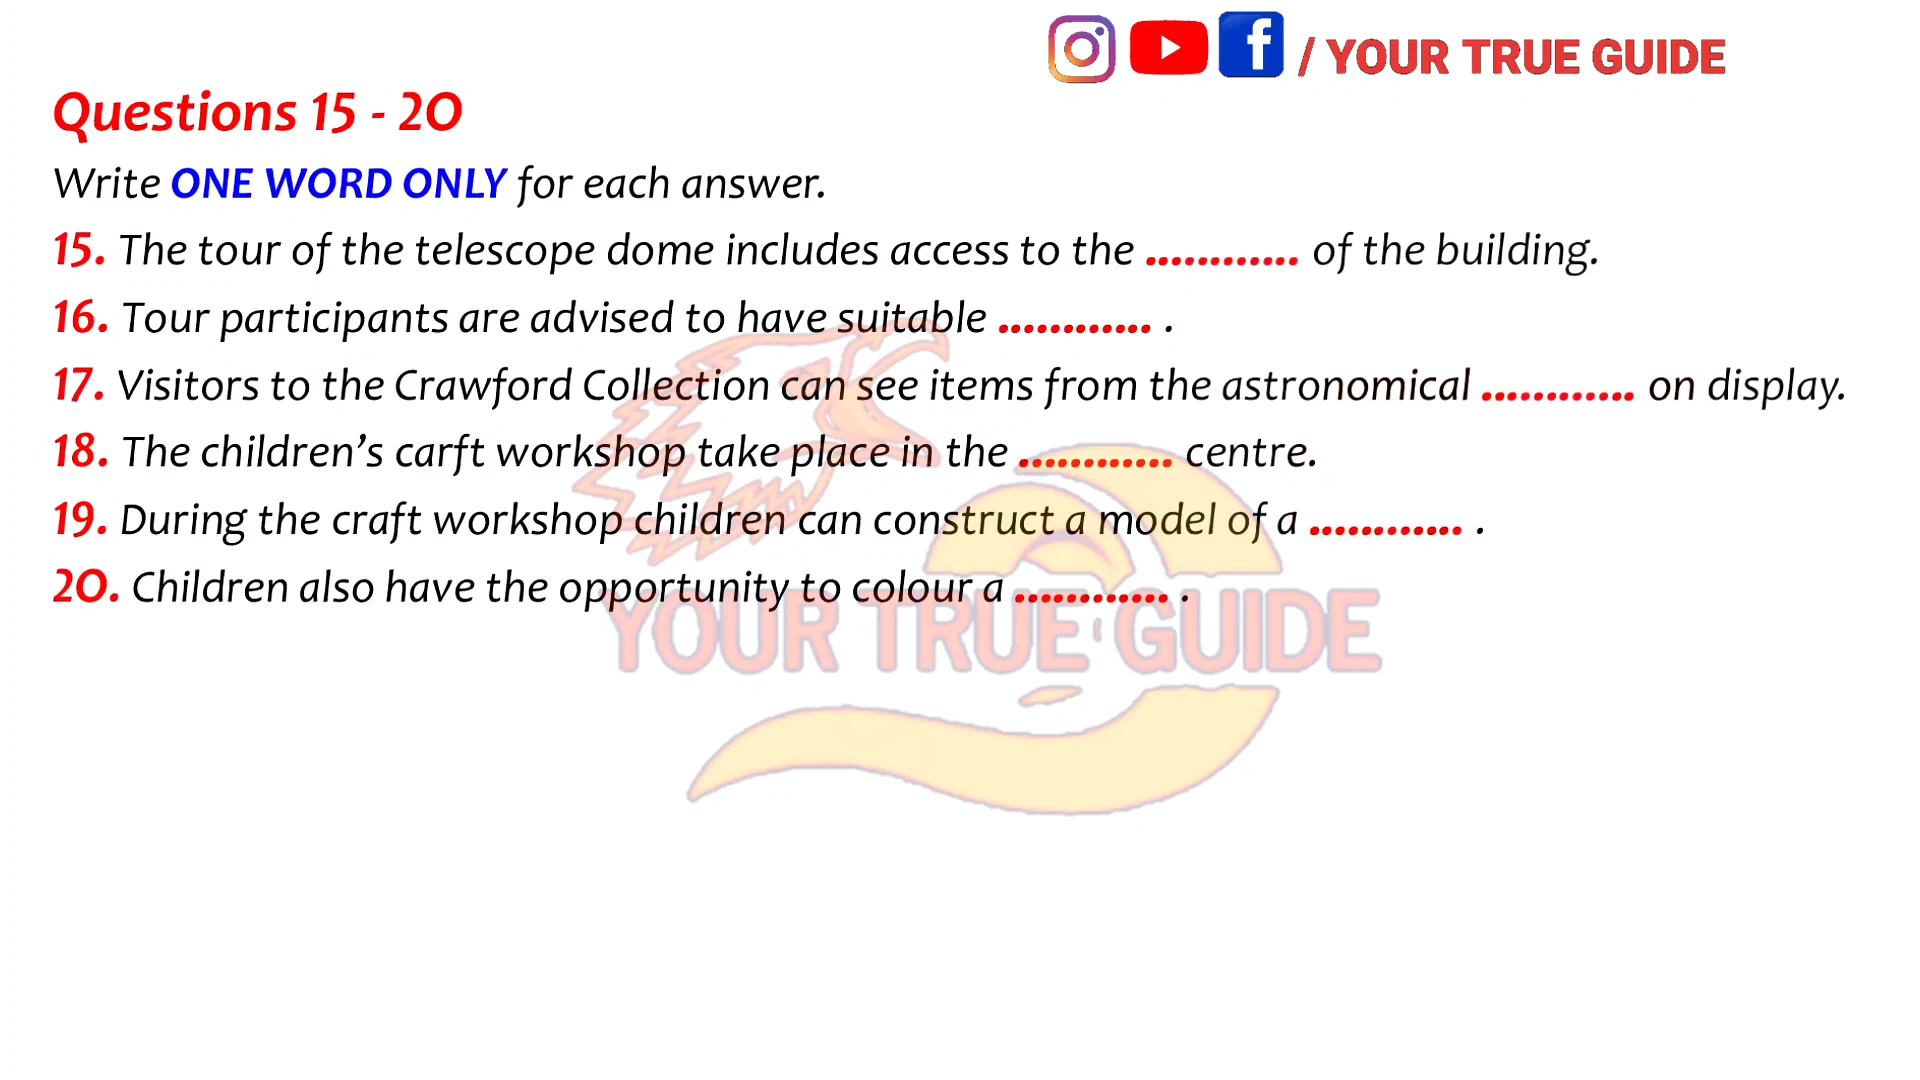 / YOUR TRUE GUIDE
Questions 15 - 20
Write ONE WORD ONLY for each answer.
15. The tour of the telescope dome includes access to the ............ of the building.
16. Tour participants are advised to have suitable ............ .
17. Visitors to the Crawford Collection can see items from the astronomical ............ on display.
18. The children’s carft workshop take place in the ............ centre.
19. During the craft workshop children can construct a model of a ............ .
20. Children also have the opportunity to colour a ............ .
YOUR TRUE GUIDE